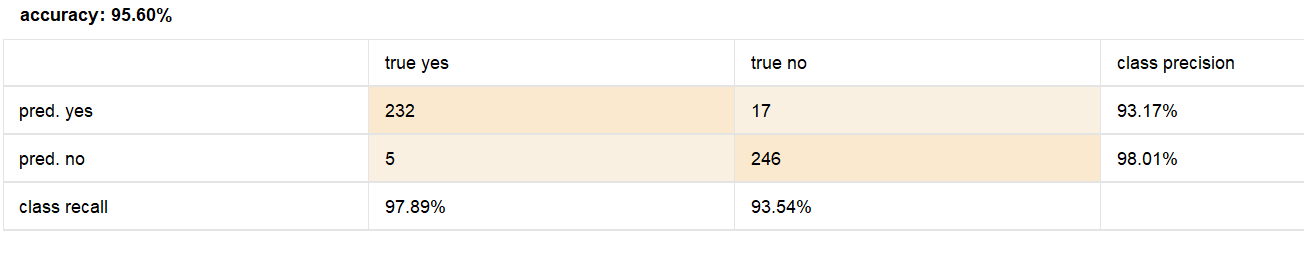 accuracy: 95.60%
true yes true no class precision
pred. yes 232 17 93.17%
pred. no 5 246 98.01%
class recall 97.89% 93.54%